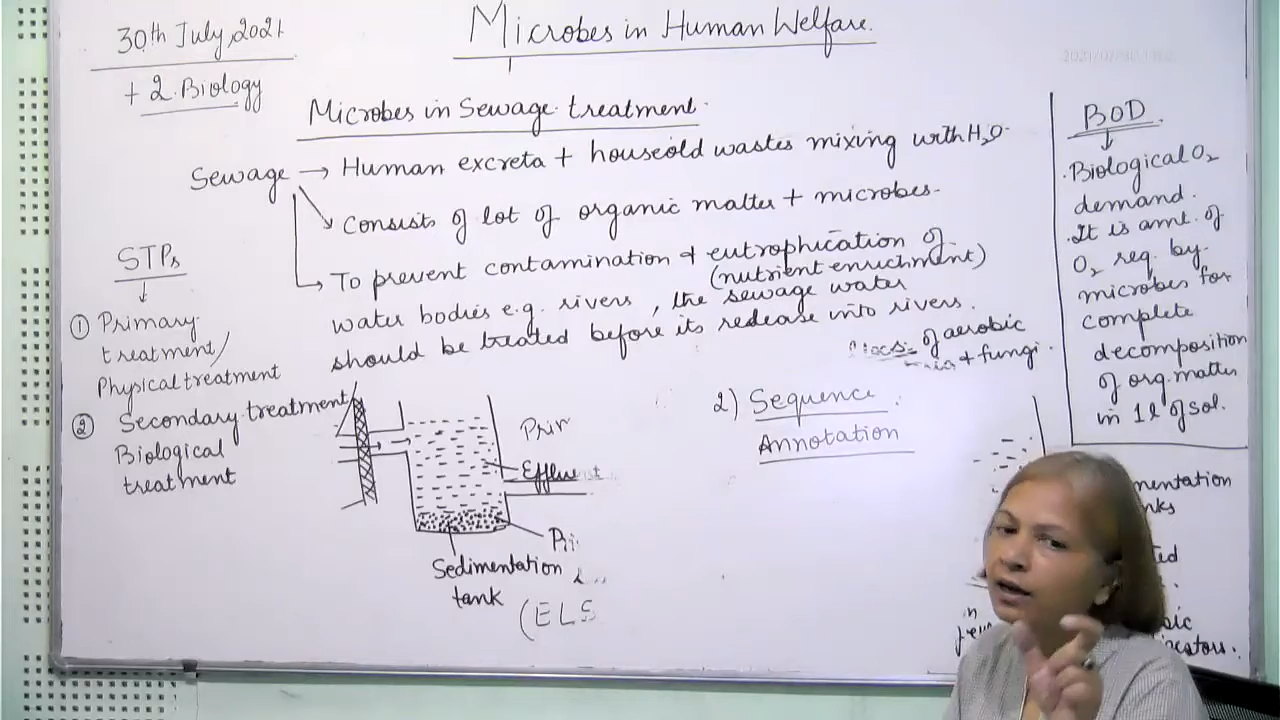 30th July, 2021
+ 2 Biology
Microbes in Human Welfare.
Microbes in Sewage treatment.
Sewage → Human excreta + houseold wastes mixing with H₂O.
Consists of lot of organic matter + microbes.
To prevent contamination & eutrophication of
(nutrient enrichment)
water bodies e.g. rivers, the sewage water
should be treated before its release into rivers.
STPs
① Primary
treatment/
Physical treatment
② Secondary treatment
Biological
treatment
Effluent
Sedimentation
tank
(ELS
of aerobic
+ fungi.
2) Sequence
Annotation
BOD
Biological O₂
demand.
It is amt. of
O₂ req. by
microbes for
complete
decomposition
of org. matter
in 1l of sol.